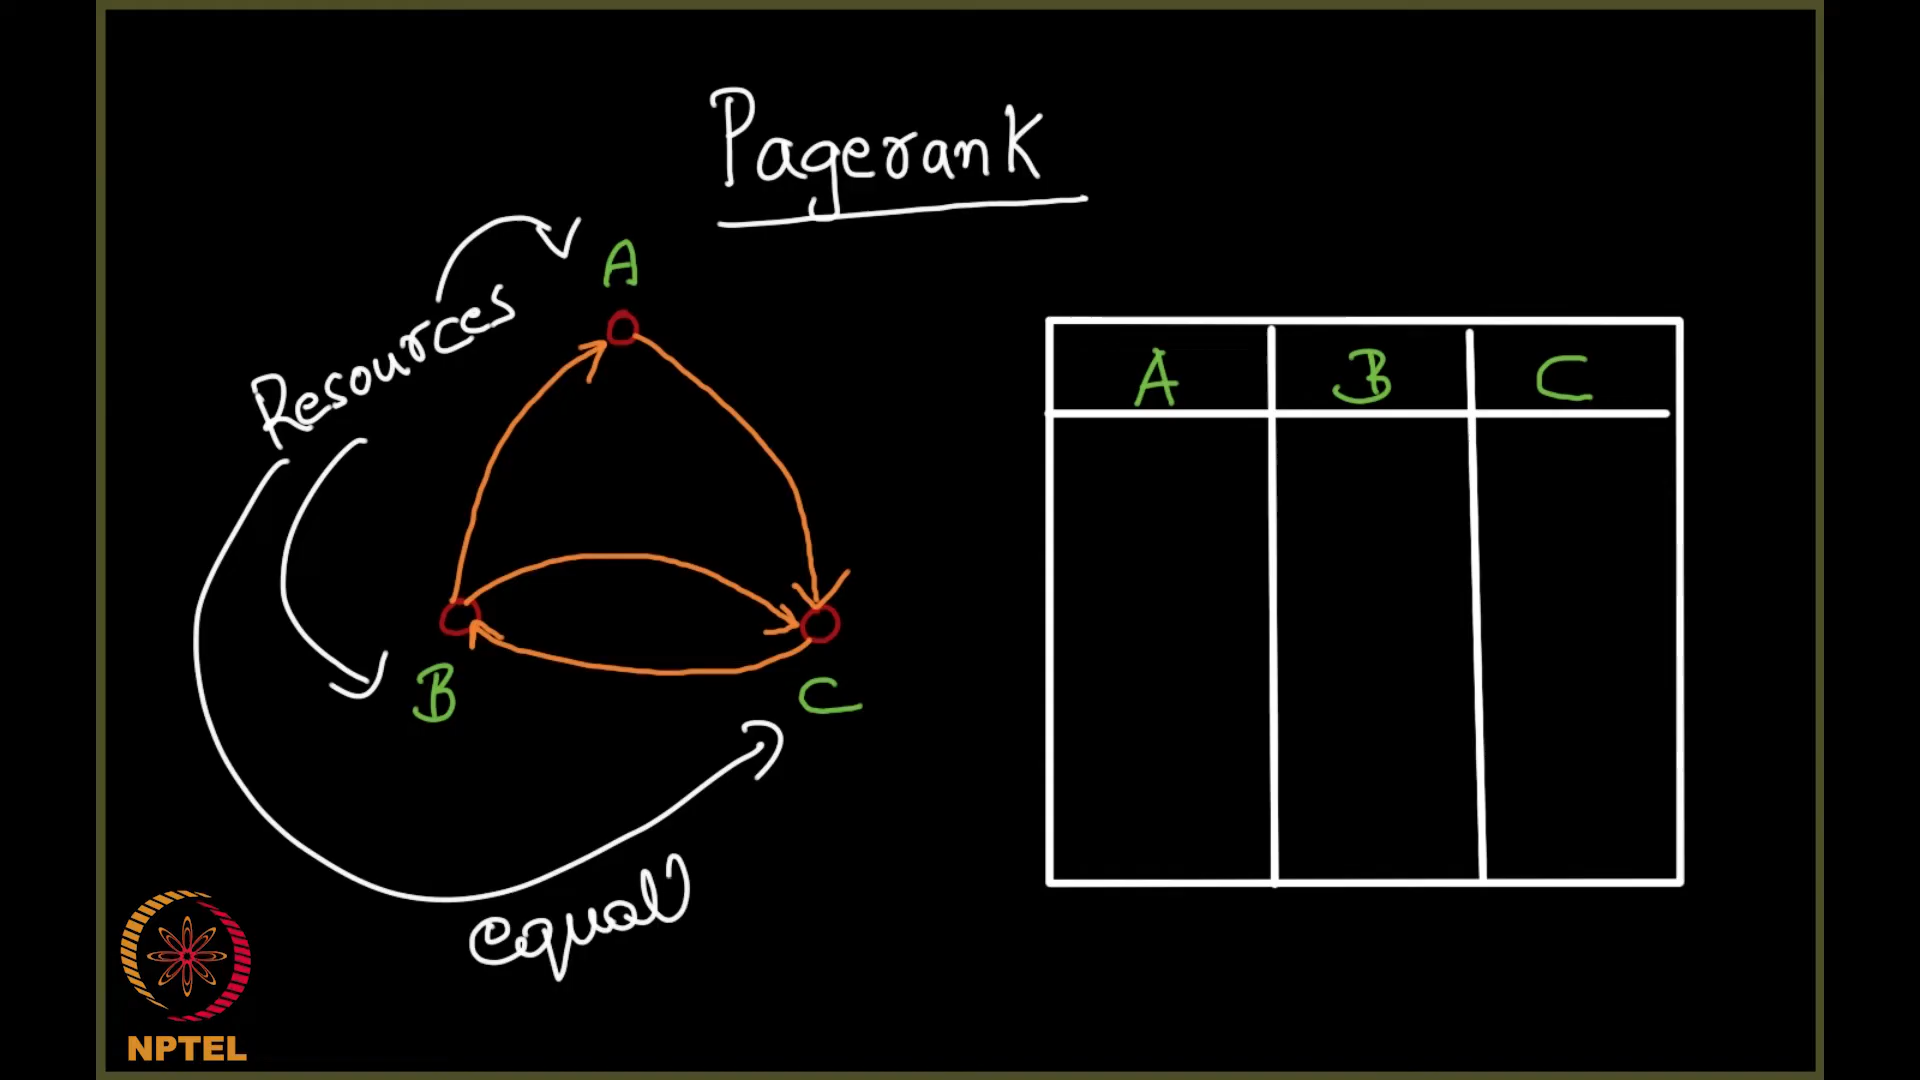 Pagerank
A
Resources
A B C
B
C
equal
NPTEL